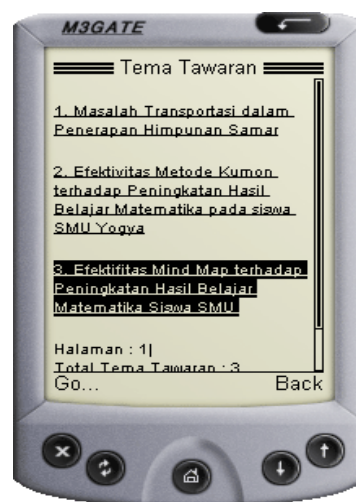 M3GATE
Tema Tawaran
1. Masalah Transportasi dalam
Penerapan Himpunan Samar
2. Efektivitas Metode Kumon
terhadap Peningkatan Hasil
Belajar Matematika pada siswa
SMU Yogya
3. Efektifitas Mind Map terhadap
Peningkatan Hasil Belajar
Matematika Siswa SMU
Halaman : 1|
Total Tema Tawaran : 3
Go... Back